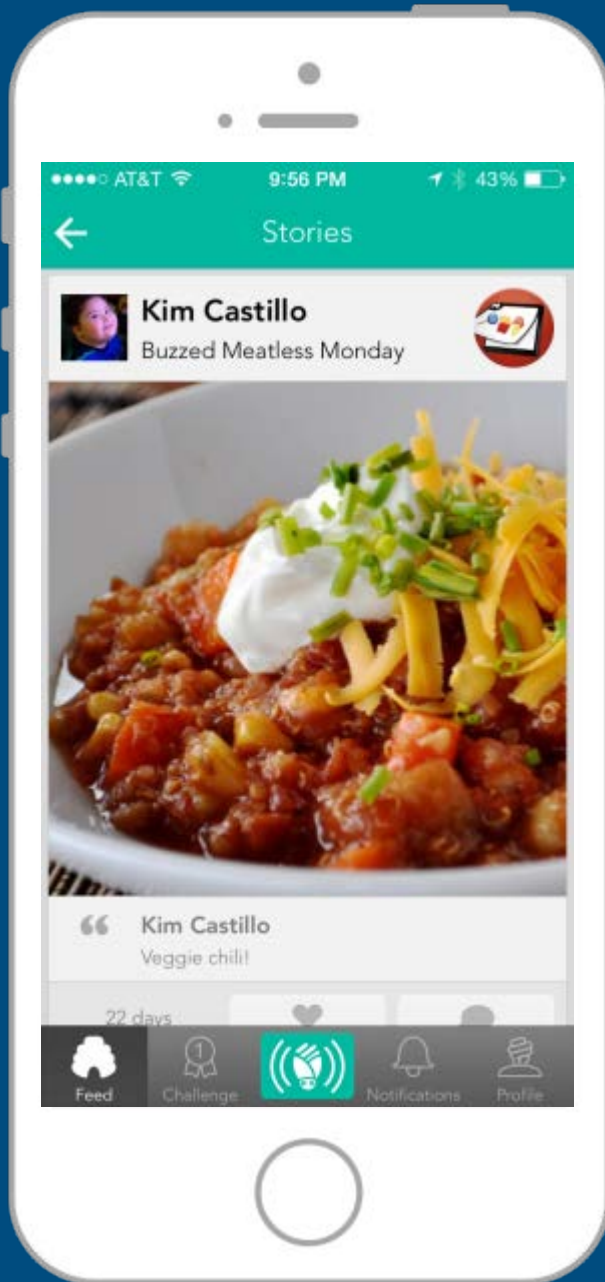 AT&T 9:56 PM 43%
Stories
Kim Castillo
Buzzed Meatless Monday
“ Kim Castillo
Veggie chili!
22 days
1
Feed Challenge Notifications Profile